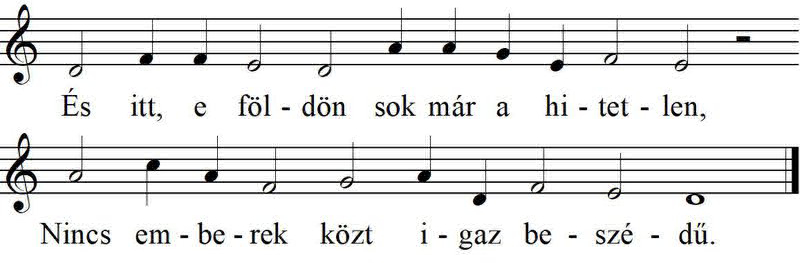 És itt, e föl - dön sok már a hi - tet - len,
Nincs em - be - rek közt i - gaz be - szé - dű.